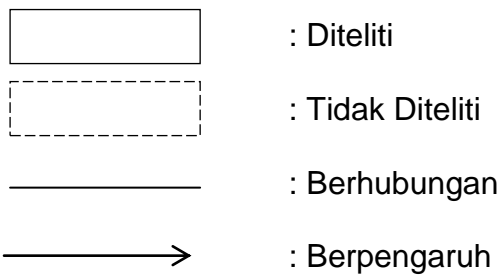 : Diteliti
: Tidak Diteliti
: Berhubungan
: Berpengaruh